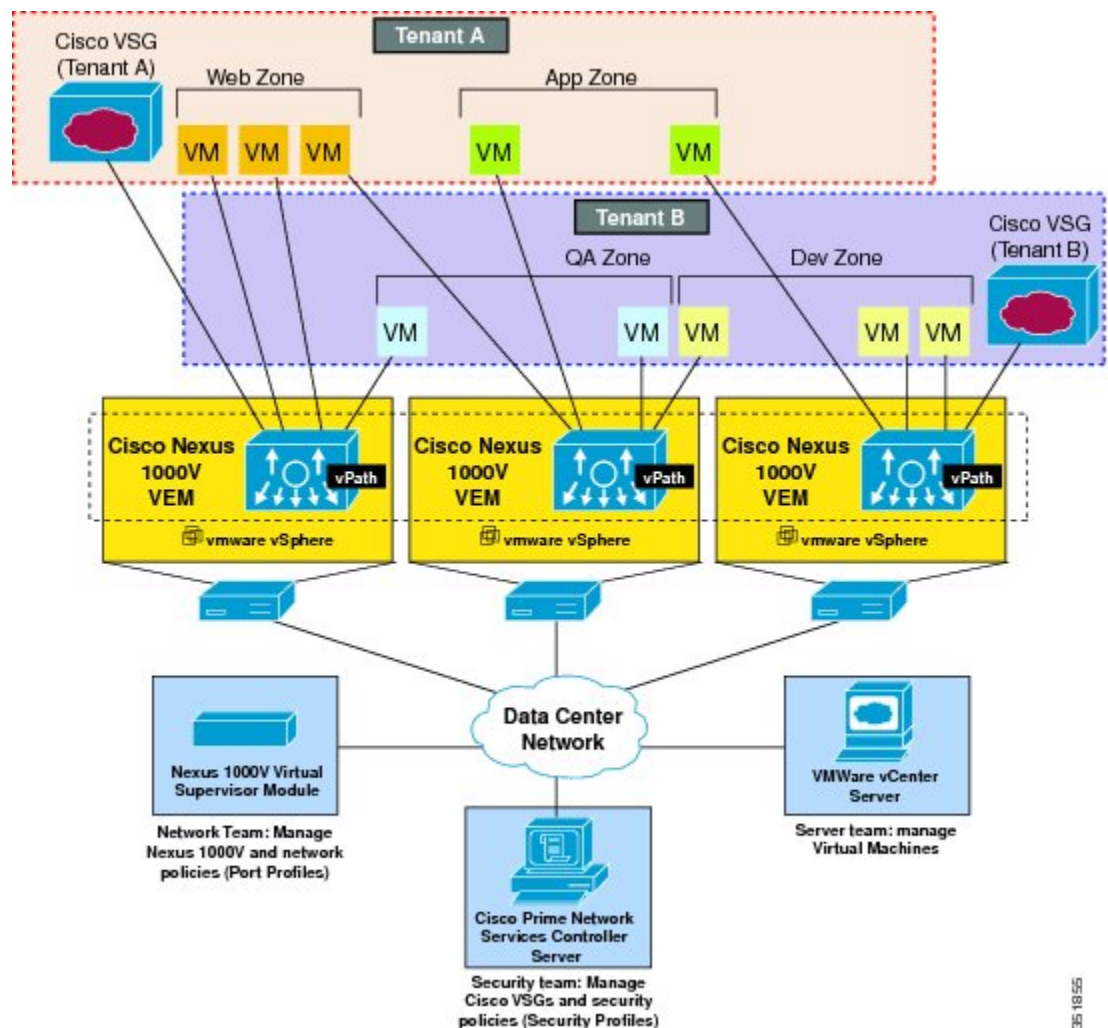 Tenant A
Cisco VSG
(Tenant A)
Web Zone
App Zone
VM
VM
VM
VM
VM
Tenant B
Cisco VSG
(Tenant B)
QA Zone
Dev Zone
VM
VM
VM
VM
VM
Cisco Nexus
1000V
VEM
vPath
vmware vSphere
Cisco Nexus
1000V
VEM
vPath
vmware vSphere
Cisco Nexus
1000V
VEM
vPath
vmware vSphere
Data Center
Network
Nexus 1000V Virtual
Supervisor Module
Network Team: Manage
Nexus 1000V and network
policies (Port Profiles)
VMWare vCenter
Server
Server team: manage
Virtual Machines
Cisco Prime Network
Services Controller
Server
Security team: Manage
Cisco VSGs and security
policies (Security Profiles)
351855